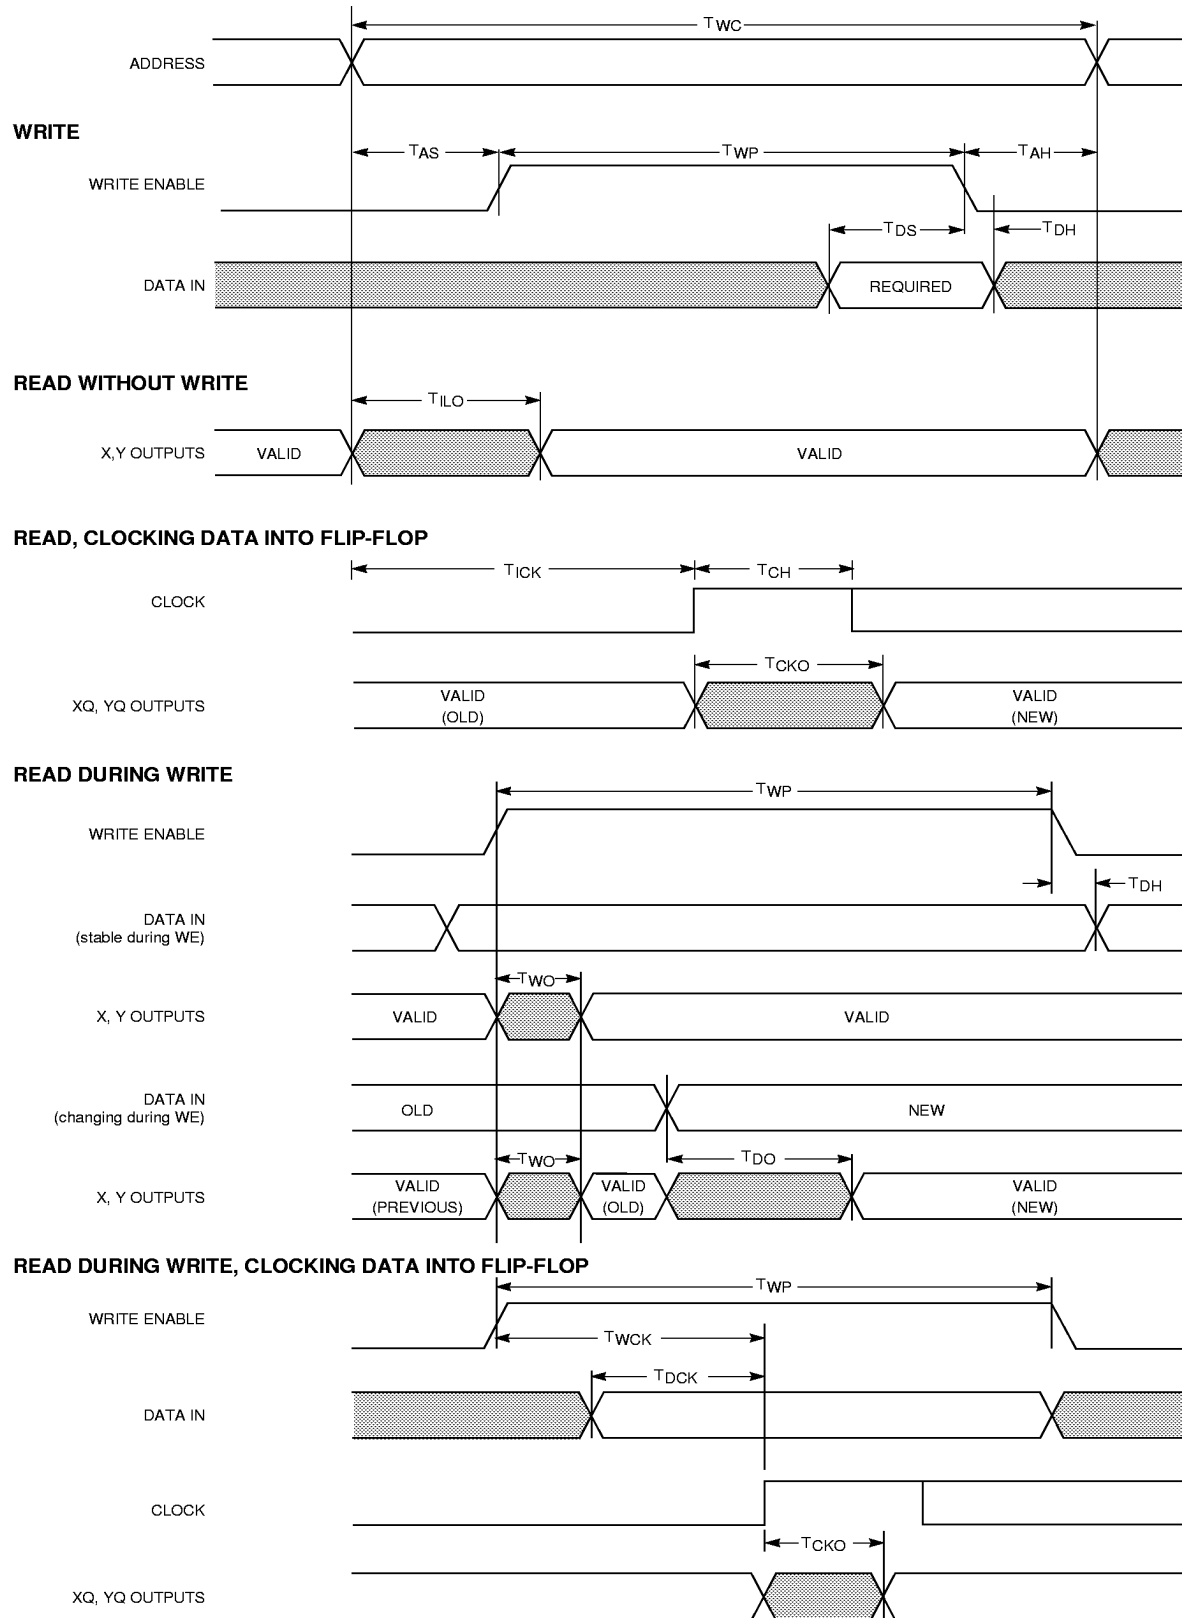 TWC
ADDRESS
WRITE
TAS TWP TAH
WRITE ENABLE
TDS TDH
DATA IN REQUIRED
READ WITHOUT WRITE
TILO
X,Y OUTPUTS VALID VALID
READ, CLOCKING DATA INTO FLIP-FLOP
TICK TCH
CLOCK
TCKO
XQ, YQ OUTPUTS VALID (OLD) VALID (NEW)
READ DURING WRITE
TWP
WRITE ENABLE
TDH
DATA IN
(stable during WE)
TWO
X, Y OUTPUTS VALID VALID
DATA IN
(changing during WE) OLD NEW
TWO TDO
X, Y OUTPUTS VALID (PREVIOUS) VALID (OLD) VALID (NEW)
READ DURING WRITE, CLOCKING DATA INTO FLIP-FLOP
TWP
WRITE ENABLE
TWCK
TDCK
DATA IN
CLOCK
TCKO
XQ, YQ OUTPUTS